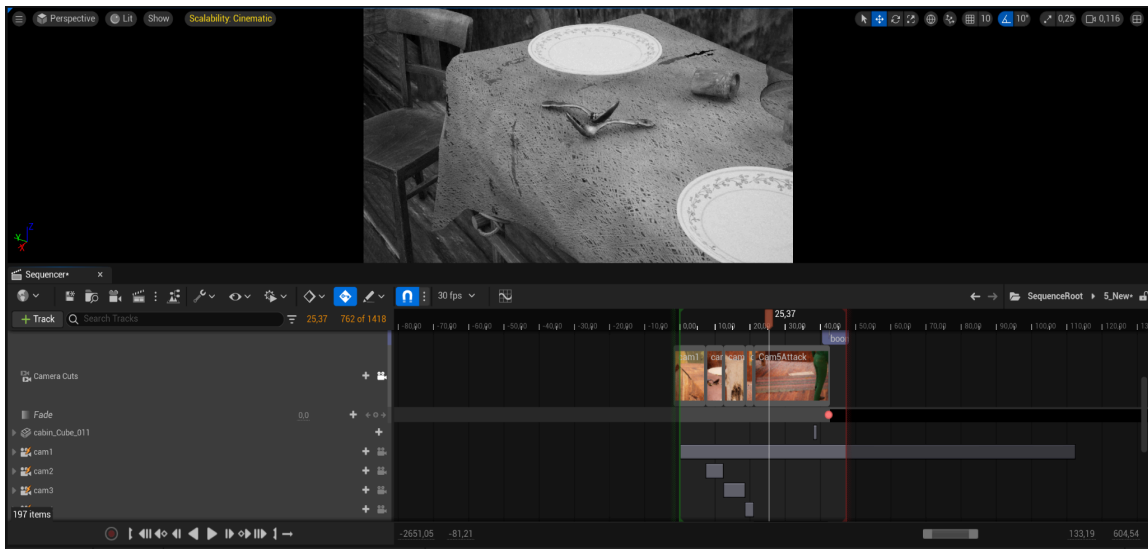 Perspective Lit Show Scalability: Cinematic 10 10° 0,25 0,116
Sequencer• x
30 fps SequenceRoot 5_New•
+ Track Search Tracks 25,37 762 of 1418
-80,00 -70,00 -60,00 -50,00 -40,00 -30,00 -20,00 -10,00 0,00 10,00 20,00 30,00 40,00 50,00 60,00 70,00 80,00 90,00 100,00 110,00 120,00
25,37
boo
cam1 cam cam Cam5Attack
Camera Cuts
Fade 0,0
cabin_Cube_011
cam1
cam2
cam3
197 items
-2651,05 -81,21 133,19 604,54